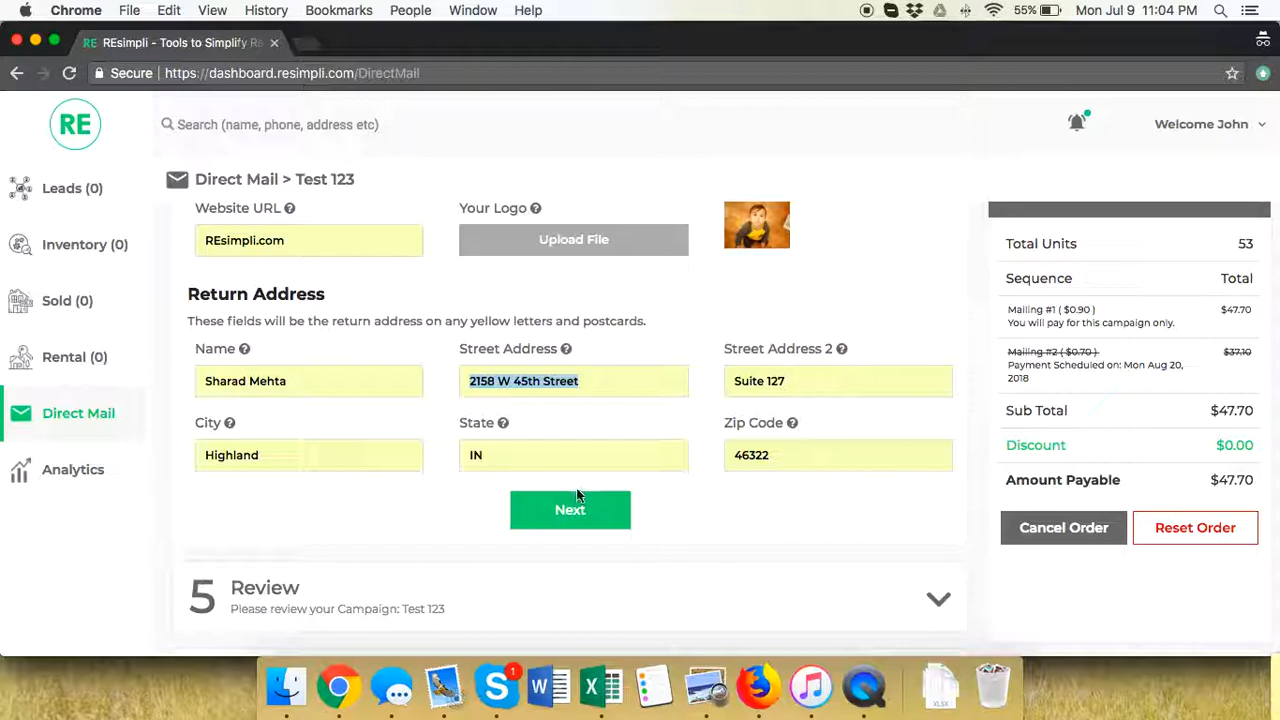 Chrome File Edit View History Bookmarks People Window Help 55% Mon Jul 9 11:04 PM
RE REsimpli - Tools to Simplify Re
Secure https://dashboard.resimpli.com/DirectMail
RE
Search (name, phone, address etc)
Welcome John
Leads (0)
Inventory (0)
Sold (0)
Rental (0)
Direct Mail
Analytics
Direct Mail > Test 123
Website URL ?
Your Logo ?
REsimpli.com
Upload File
Return Address
These fields will be the return address on any yellow letters and postcards.
Name ? Street Address ? Street Address 2 ?
Sharad Mehta 2158 W 45th Street Suite 127
City ? State ? Zip Code ?
Highland IN 46322
Next
5 Review
Please review your Campaign: Test 123
Total Units 53
Sequence Total
Mailing #1 ( $0.90 ) $47.70
You will pay for this campaign only.
Mailing #2 ( $0.70 ) $37.10
Payment Scheduled on: Mon Aug 20,
2018
Sub Total $47.70
Discount $0.00
Amount Payable $47.70
Cancel Order Reset Order
1
W
X
XLSX